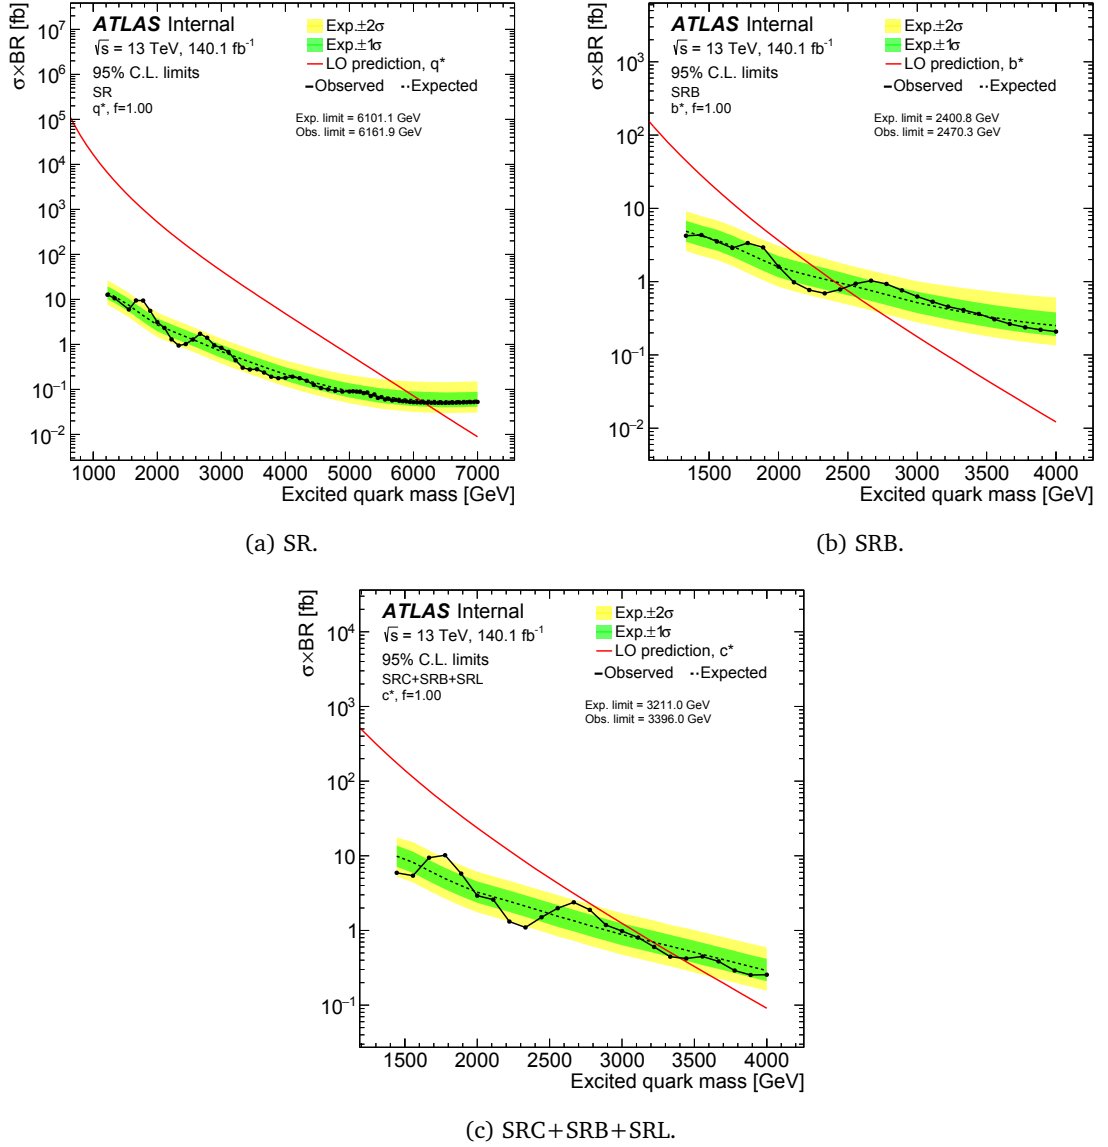 σ×BR [fb]
ATLAS Internal
√s = 13 TeV, 140.1 fb⁻¹
95% C.L. limits
SR
q*, f=1.00
Exp.±2σ
Exp.±1σ
LO prediction, q*
Observed Expected
Exp. limit = 6101.1 GeV
Obs. limit = 6161.9 GeV
10⁷
10⁶
10⁵
10⁴
10³
10²
10
1
10⁻¹
10⁻²
1000 2000 3000 4000 5000 6000 7000
Excited quark mass [GeV]
(a) SR.
σ×BR [fb]
ATLAS Internal
√s = 13 TeV, 140.1 fb⁻¹
95% C.L. limits
SRB
b*, f=1.00
Exp.±2σ
Exp.±1σ
LO prediction, b*
Observed Expected
Exp. limit = 2400.8 GeV
Obs. limit = 2470.3 GeV
10³
10²
10
1
10⁻¹
10⁻²
1500 2000 2500 3000 3500 4000
Excited quark mass [GeV]
(b) SRB.
σ×BR [fb]
ATLAS Internal
√s = 13 TeV, 140.1 fb⁻¹
95% C.L. limits
SRC+SRB+SRL
c*, f=1.00
Exp.±2σ
Exp.±1σ
LO prediction, c*
Observed Expected
Exp. limit = 3211.0 GeV
Obs. limit = 3396.0 GeV
10⁴
10³
10²
10
1
10⁻¹
1500 2000 2500 3000 3500 4000
Excited quark mass [GeV]
(c) SRC+SRB+SRL.